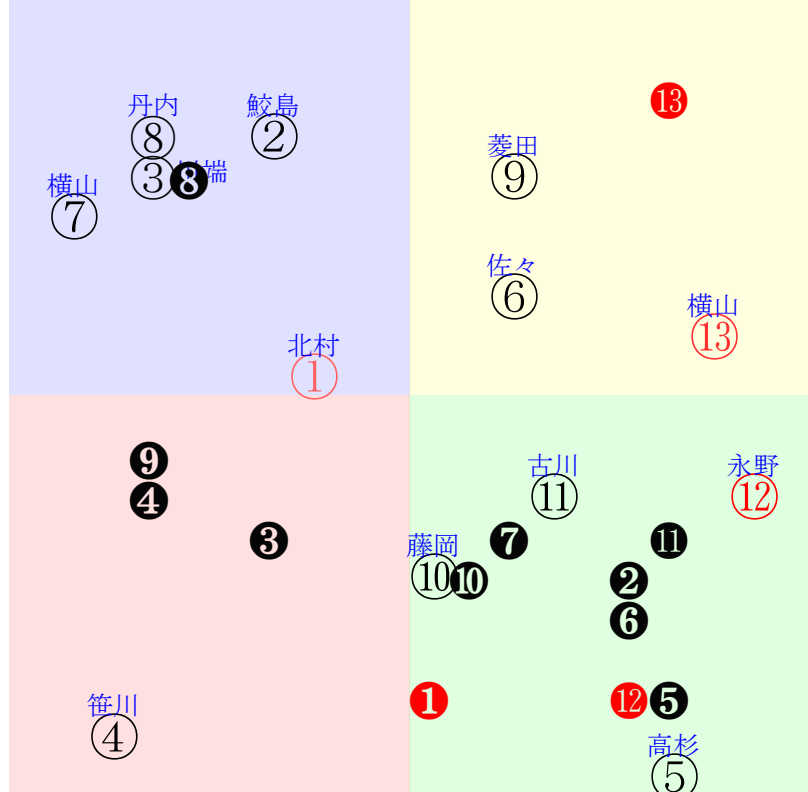 丹内
鮫島
⑧
②
③
❽
端
横山
⑦
北村
①
⓭
菱田
⑨
佐々
⑥
横山
⑬
❾
❹
❸
笹川
④
古川
⑪
永野
⑫
藤岡
⑩
❿
❼
⓫
❷
❻
❶
⓬
❺
高杉
⑤